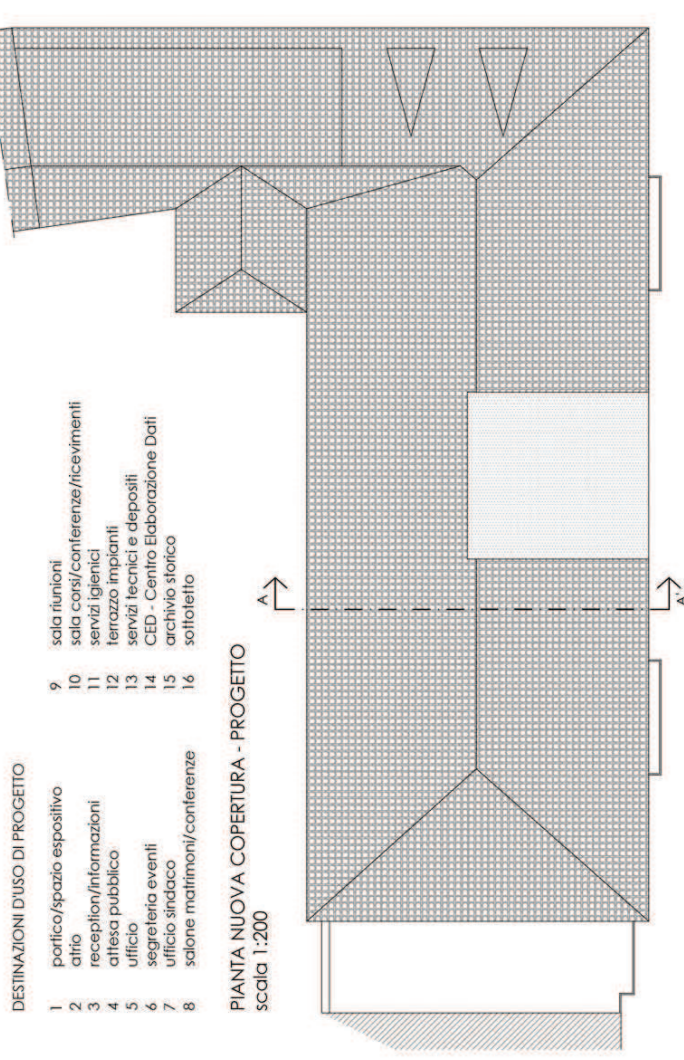 DESTINAZIONI D'USO DI PROGETTO
1 portico/spazio espositivo
2 atrio
3 reception/informazioni
4 attesa pubblico
5 ufficio
6 segreteria eventi
7 ufficio sindaco
8 salone matrimoni/conferenze
9 sala riunioni
10 sala corsi/conferenze/ricevimenti
11 servizi igienici
12 terrazzo impianti
13 servizi tecnici e depositi
14 CED - Centro Elaborazione Dati
15 archivio storico
16 sottotetto
PIANTA NUOVA COPERTURA - PROGETTO
scala 1:200
A
A'